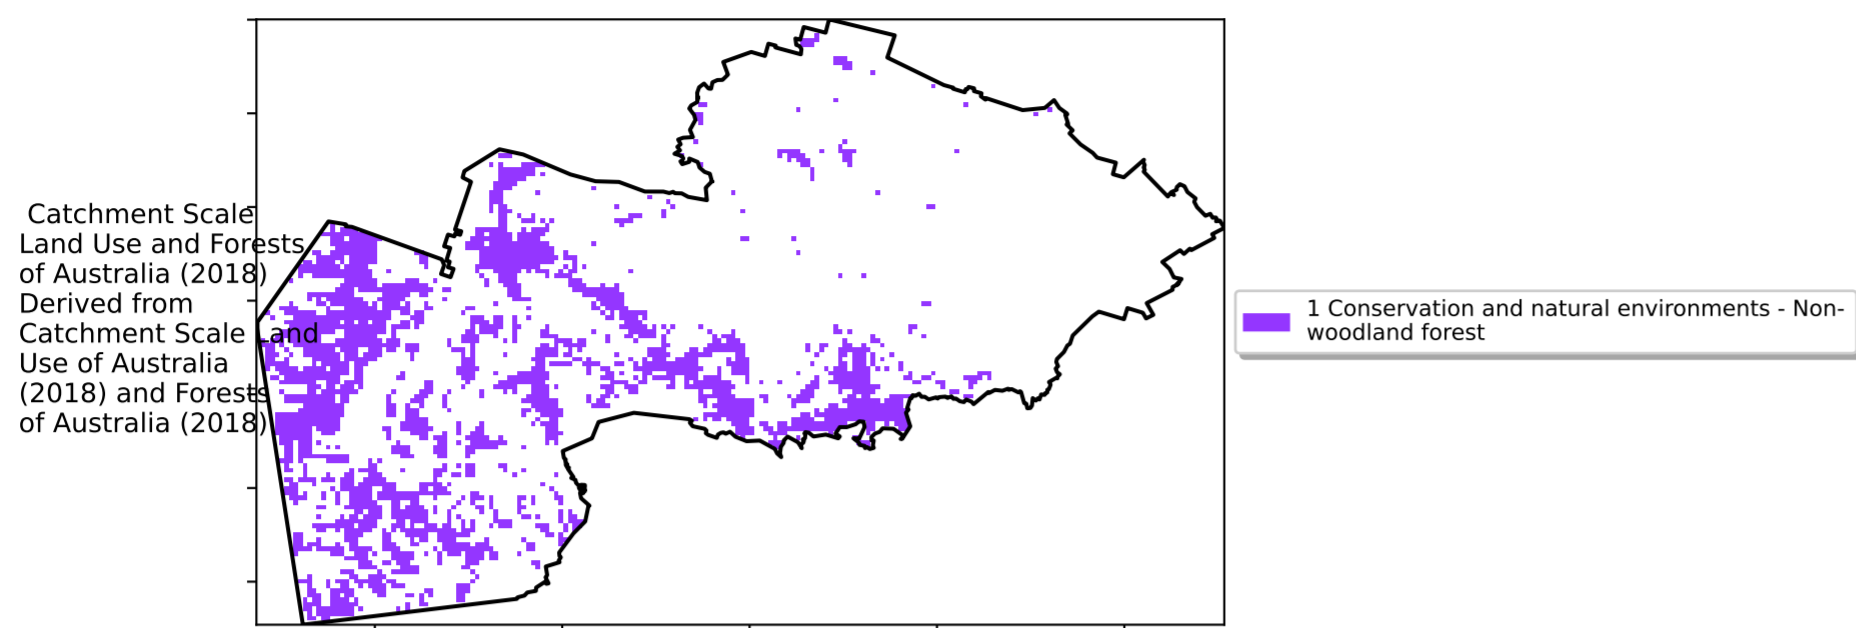 Catchment Scale
Land Use and Forests
of Australia (2018)
Derived from
Catchment Scale Land
Use of Australia
(2018) and Forests
of Australia (2018)
1 Conservation and natural environments - Non-
woodland forest